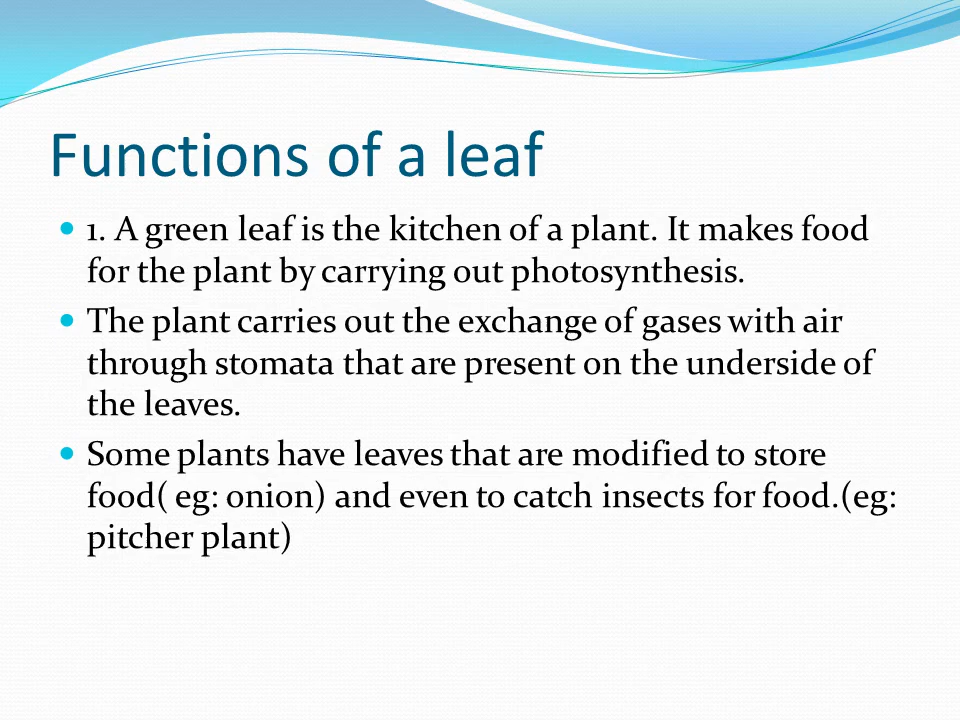 Functions of a leaf
1. A green leaf is the kitchen of a plant. It makes food
for the plant by carrying out photosynthesis.
The plant carries out the exchange of gases with air
through stomata that are present on the underside of
the leaves.
Some plants have leaves that are modified to store
food( eg: onion) and even to catch insects for food.(eg:
pitcher plant)